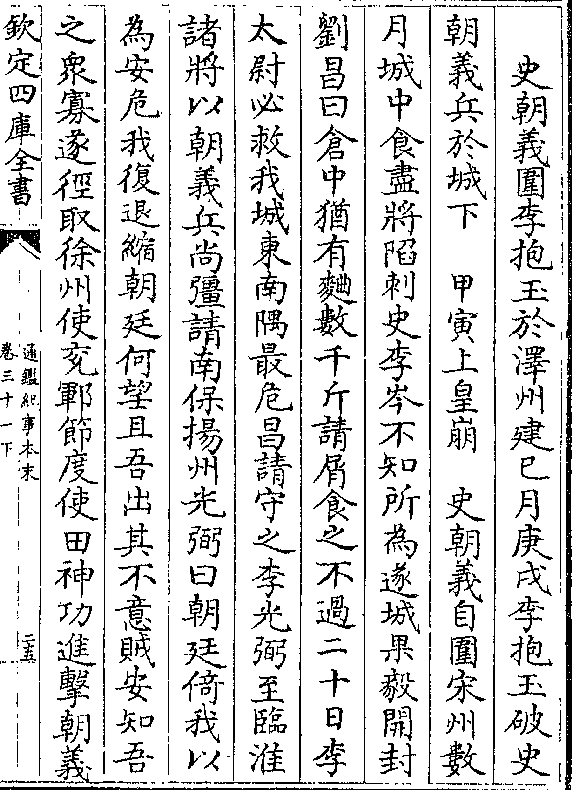 史朝義圍李抱玉於澤州建巳月庚戌李抱玉破史
朝義兵於城下　甲寅上皇崩　史朝義自圍宋州數
月城中食盡將陷刺史李岑不知所為遂城果毅開封
劉昌曰倉中猶有麴數千斤請屑食之不過二十日李
太尉必救我城東南隅最危昌請守之李光弼至臨淮
諸將以朝義兵尚彊請南保揚州光弼曰朝廷倚我以
為安危我復退縮朝廷何望且吾出其不意賊安知吾
之衆寡遂徑取徐州使兗鄆節度使田神功進擊朝義
欽定四庫全書
通鑑紀事本末
卷三十一下
二十五